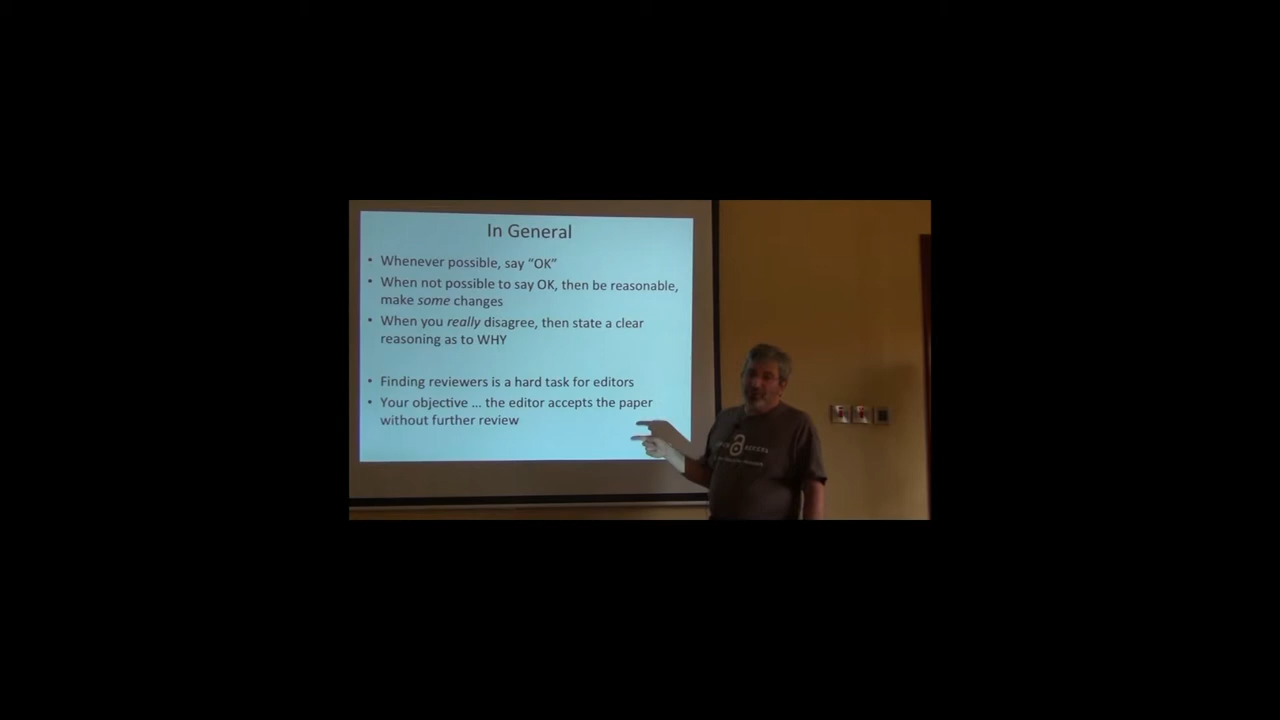 In General
• Whenever possible, say “OK”
• When not possible to say OK, then be reasonable,
make some changes
• When you really disagree, then state a clear
reasoning as to WHY
• Finding reviewers is a hard task for editors
• Your objective ... the editor accepts the paper
without further review